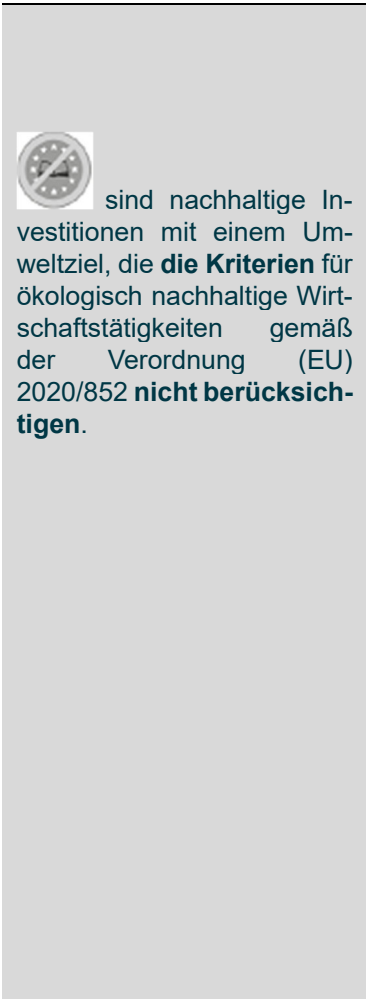 sind nachhaltige In-
vestitionen mit einem Um-
weltziel, die die Kriterien für
ökologisch nachhaltige Wirt-
schaftstätigkeiten gemäß
der Verordnung (EU)
2020/852 nicht berücksich-
tigen.